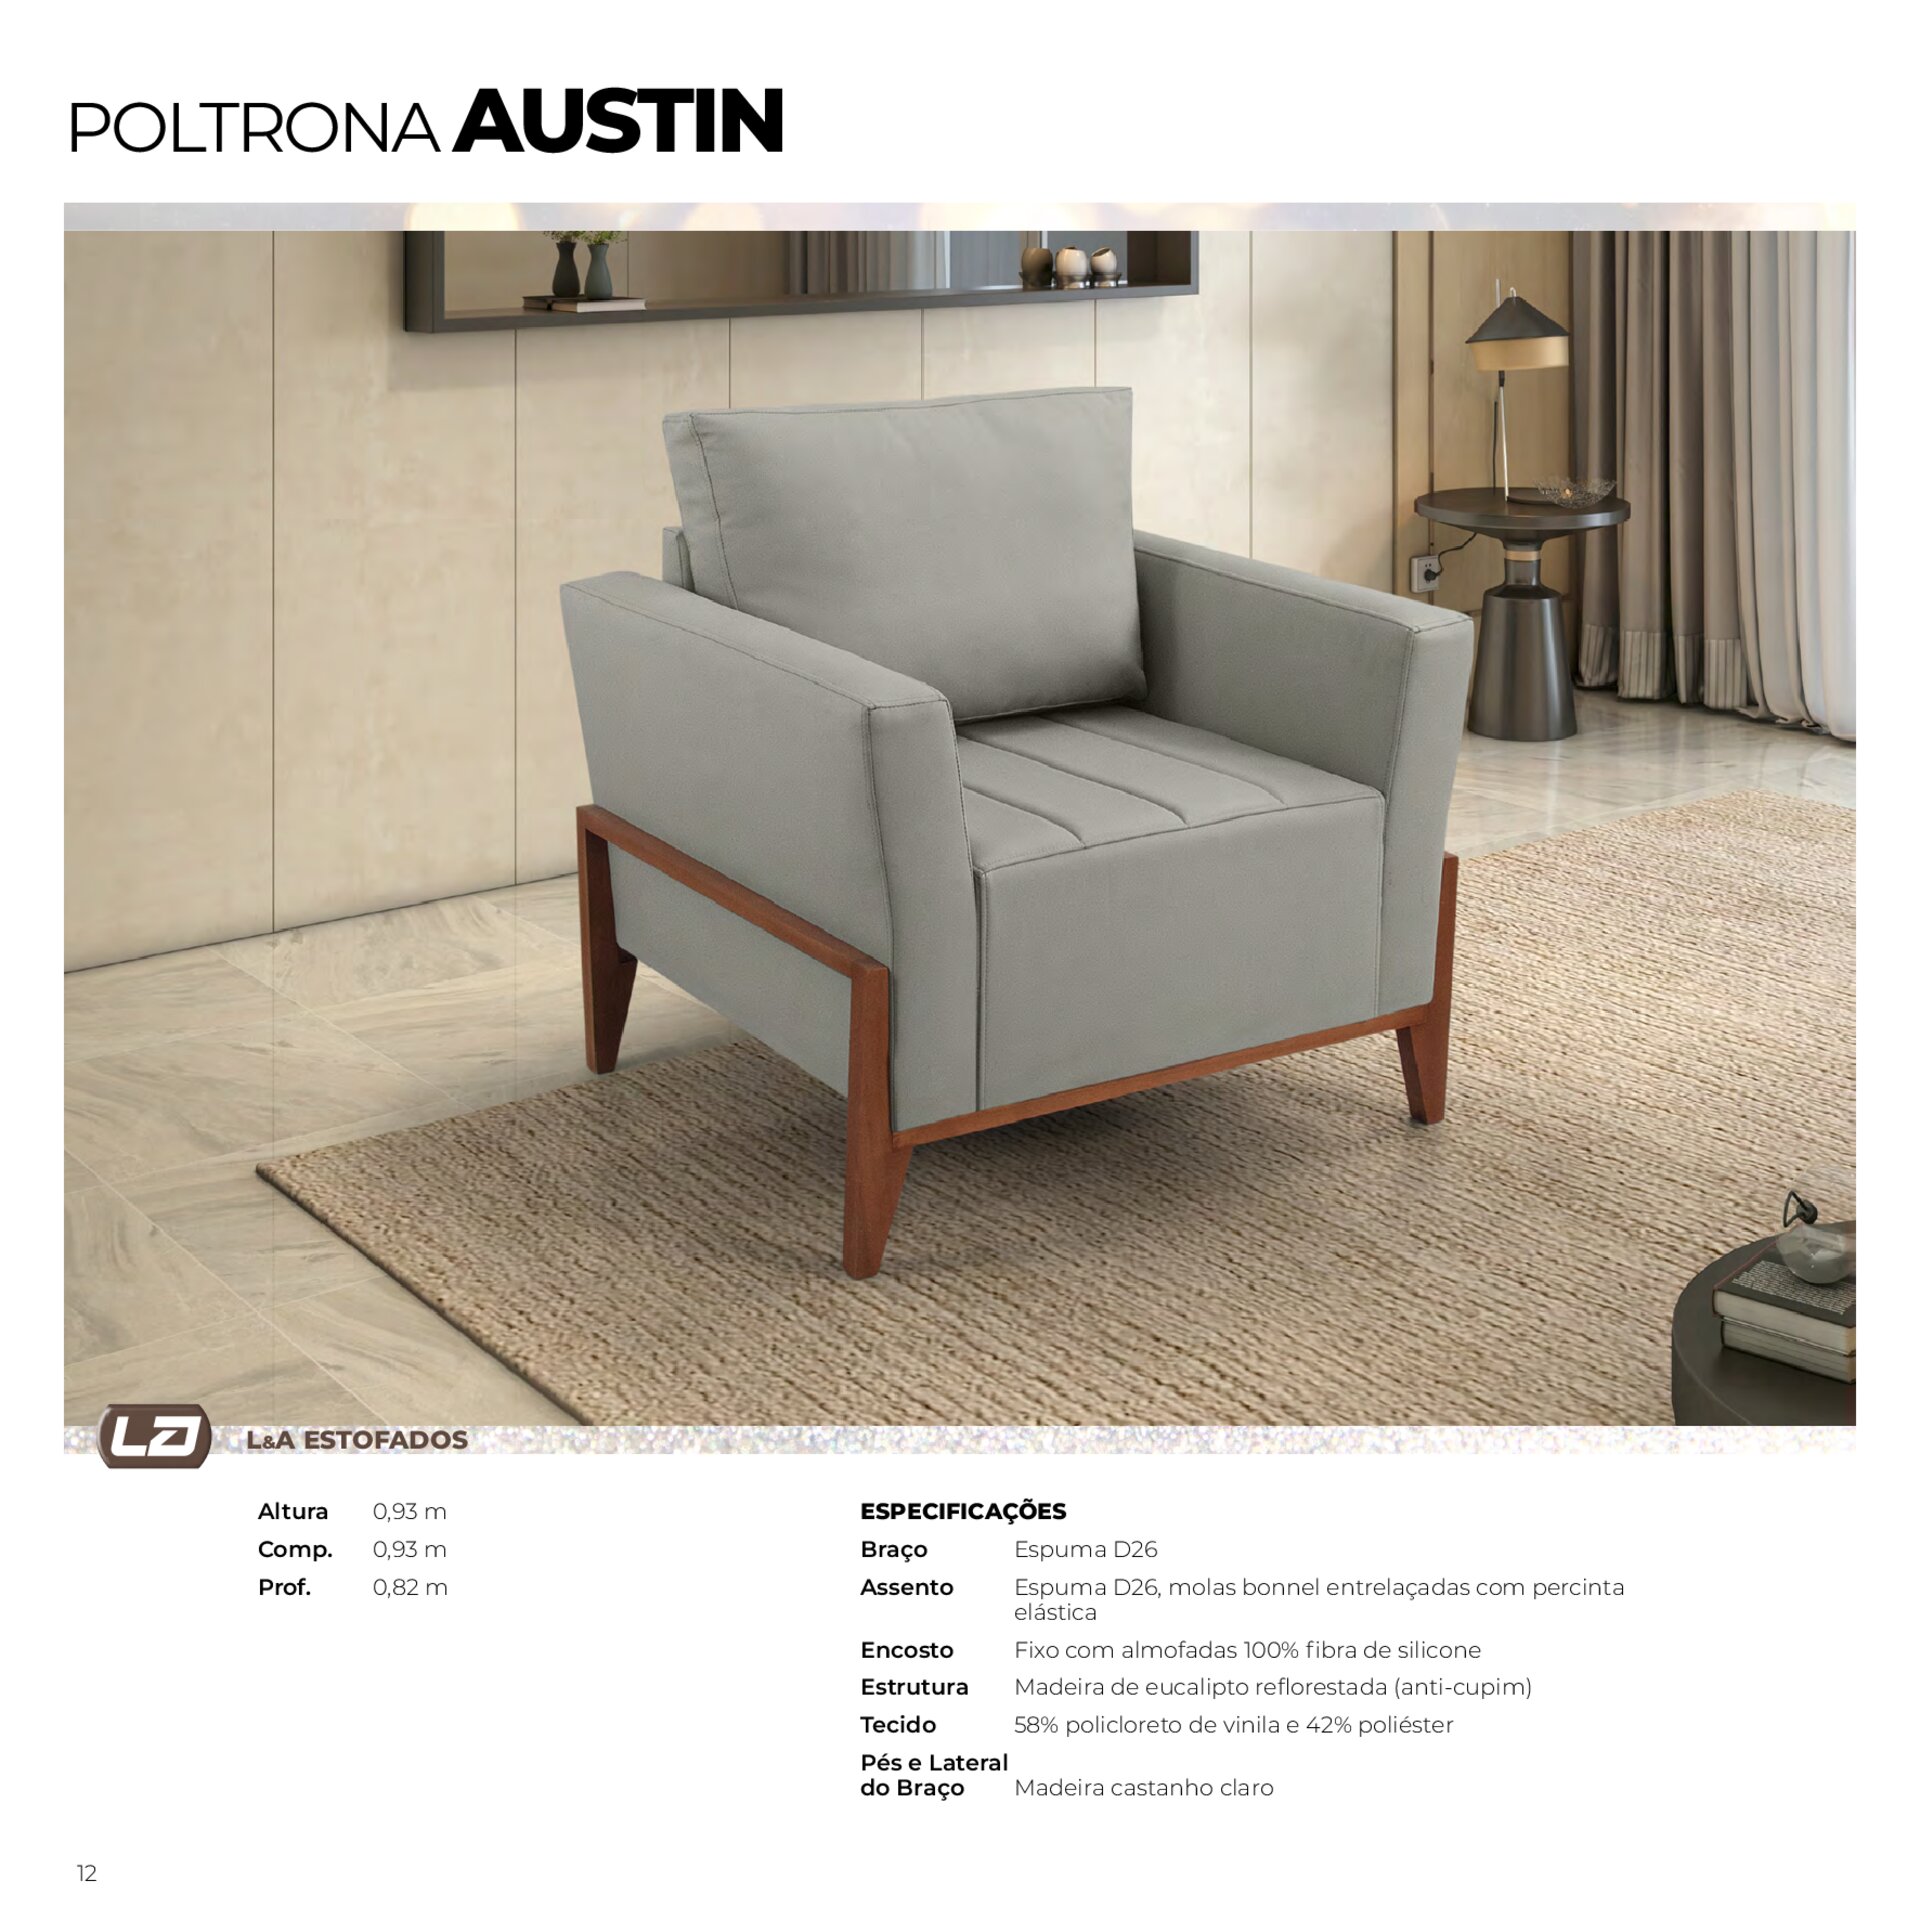 POLTRONA AUSTIN
LA L&A ESTOFADOS
Altura 0,93 m
Comp. 0,93 m
Prof. 0,82 m
ESPECIFICAÇÕES
Braço Espuma D26
Assento Espuma D26, molas bonnel entrelaçadas com percinta
elástica
Encosto Fixo com almofadas 100% fibra de silicone
Estrutura Madeira de eucalipto reflorestada (anti-cupim)
Tecido 58% policloreto de vinila e 42% poliéster
Pés e Lateral
do Braço Madeira castanho claro
12